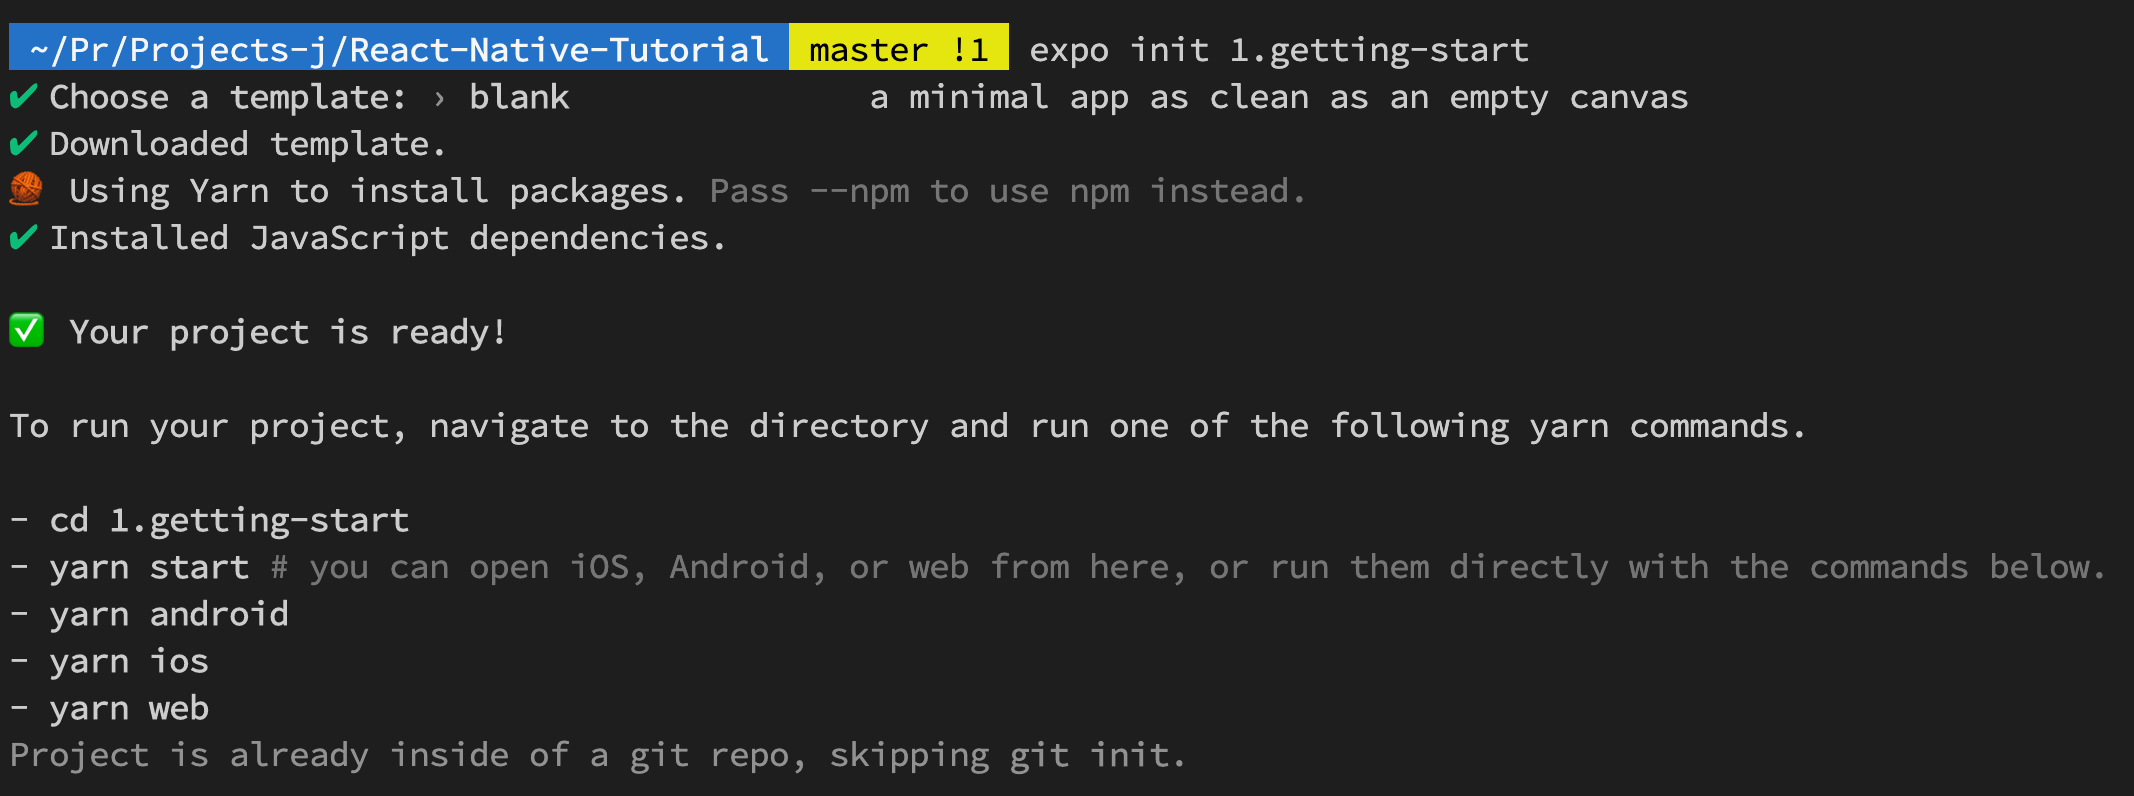 ~/Pr/Projects-j/React-Native-Tutorial master !1 expo init 1.getting-start
✔ Choose a template: › blank a minimal app as clean as an empty canvas
✔ Downloaded template.
🧶 Using Yarn to install packages. Pass --npm to use npm instead.
✔ Installed JavaScript dependencies.
✅ Your project is ready!
To run your project, navigate to the directory and run one of the following yarn commands.
- cd 1.getting-start
- yarn start # you can open iOS, Android, or web from here, or run them directly with the commands below.
- yarn android
- yarn ios
- yarn web
Project is already inside of a git repo, skipping git init.